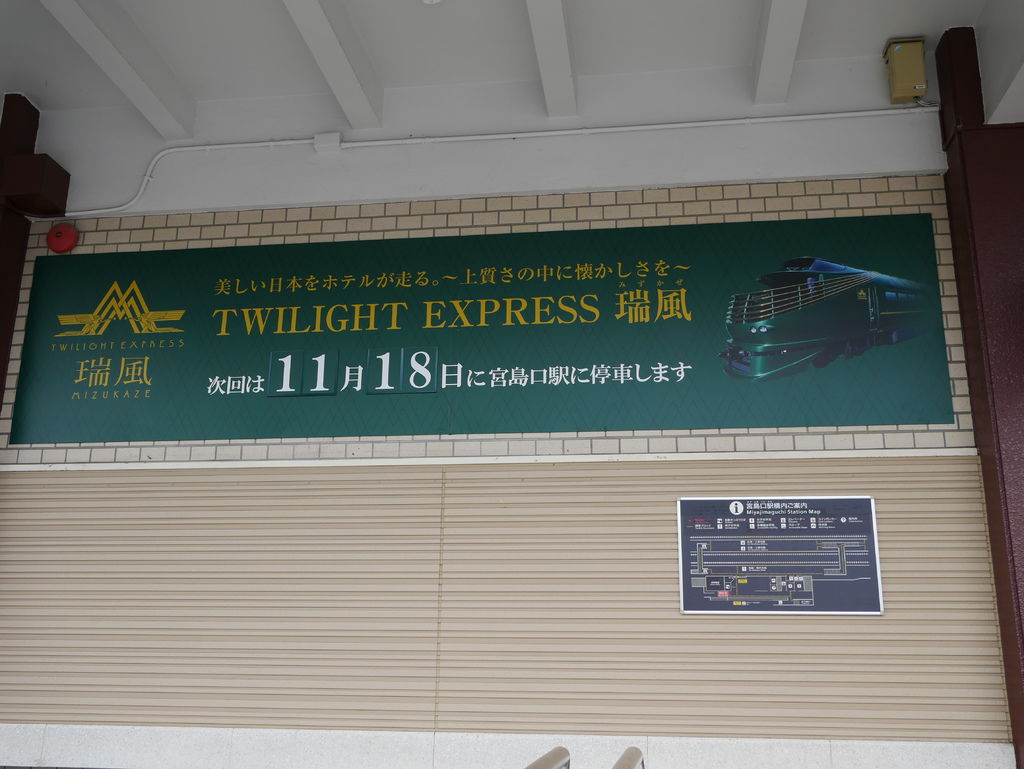 美しい日本をホテルが走る。～上質さの中に懐かしさを～
TWILIGHT EXPRESS 瑞風
みずかぜ
次回は11月18日に宮島口駅に停車します
TWILIGHT EXPRESS
瑞風
MIZUKAZE
宮島口駅構内ご案内
Miyajimaguchi Station Map